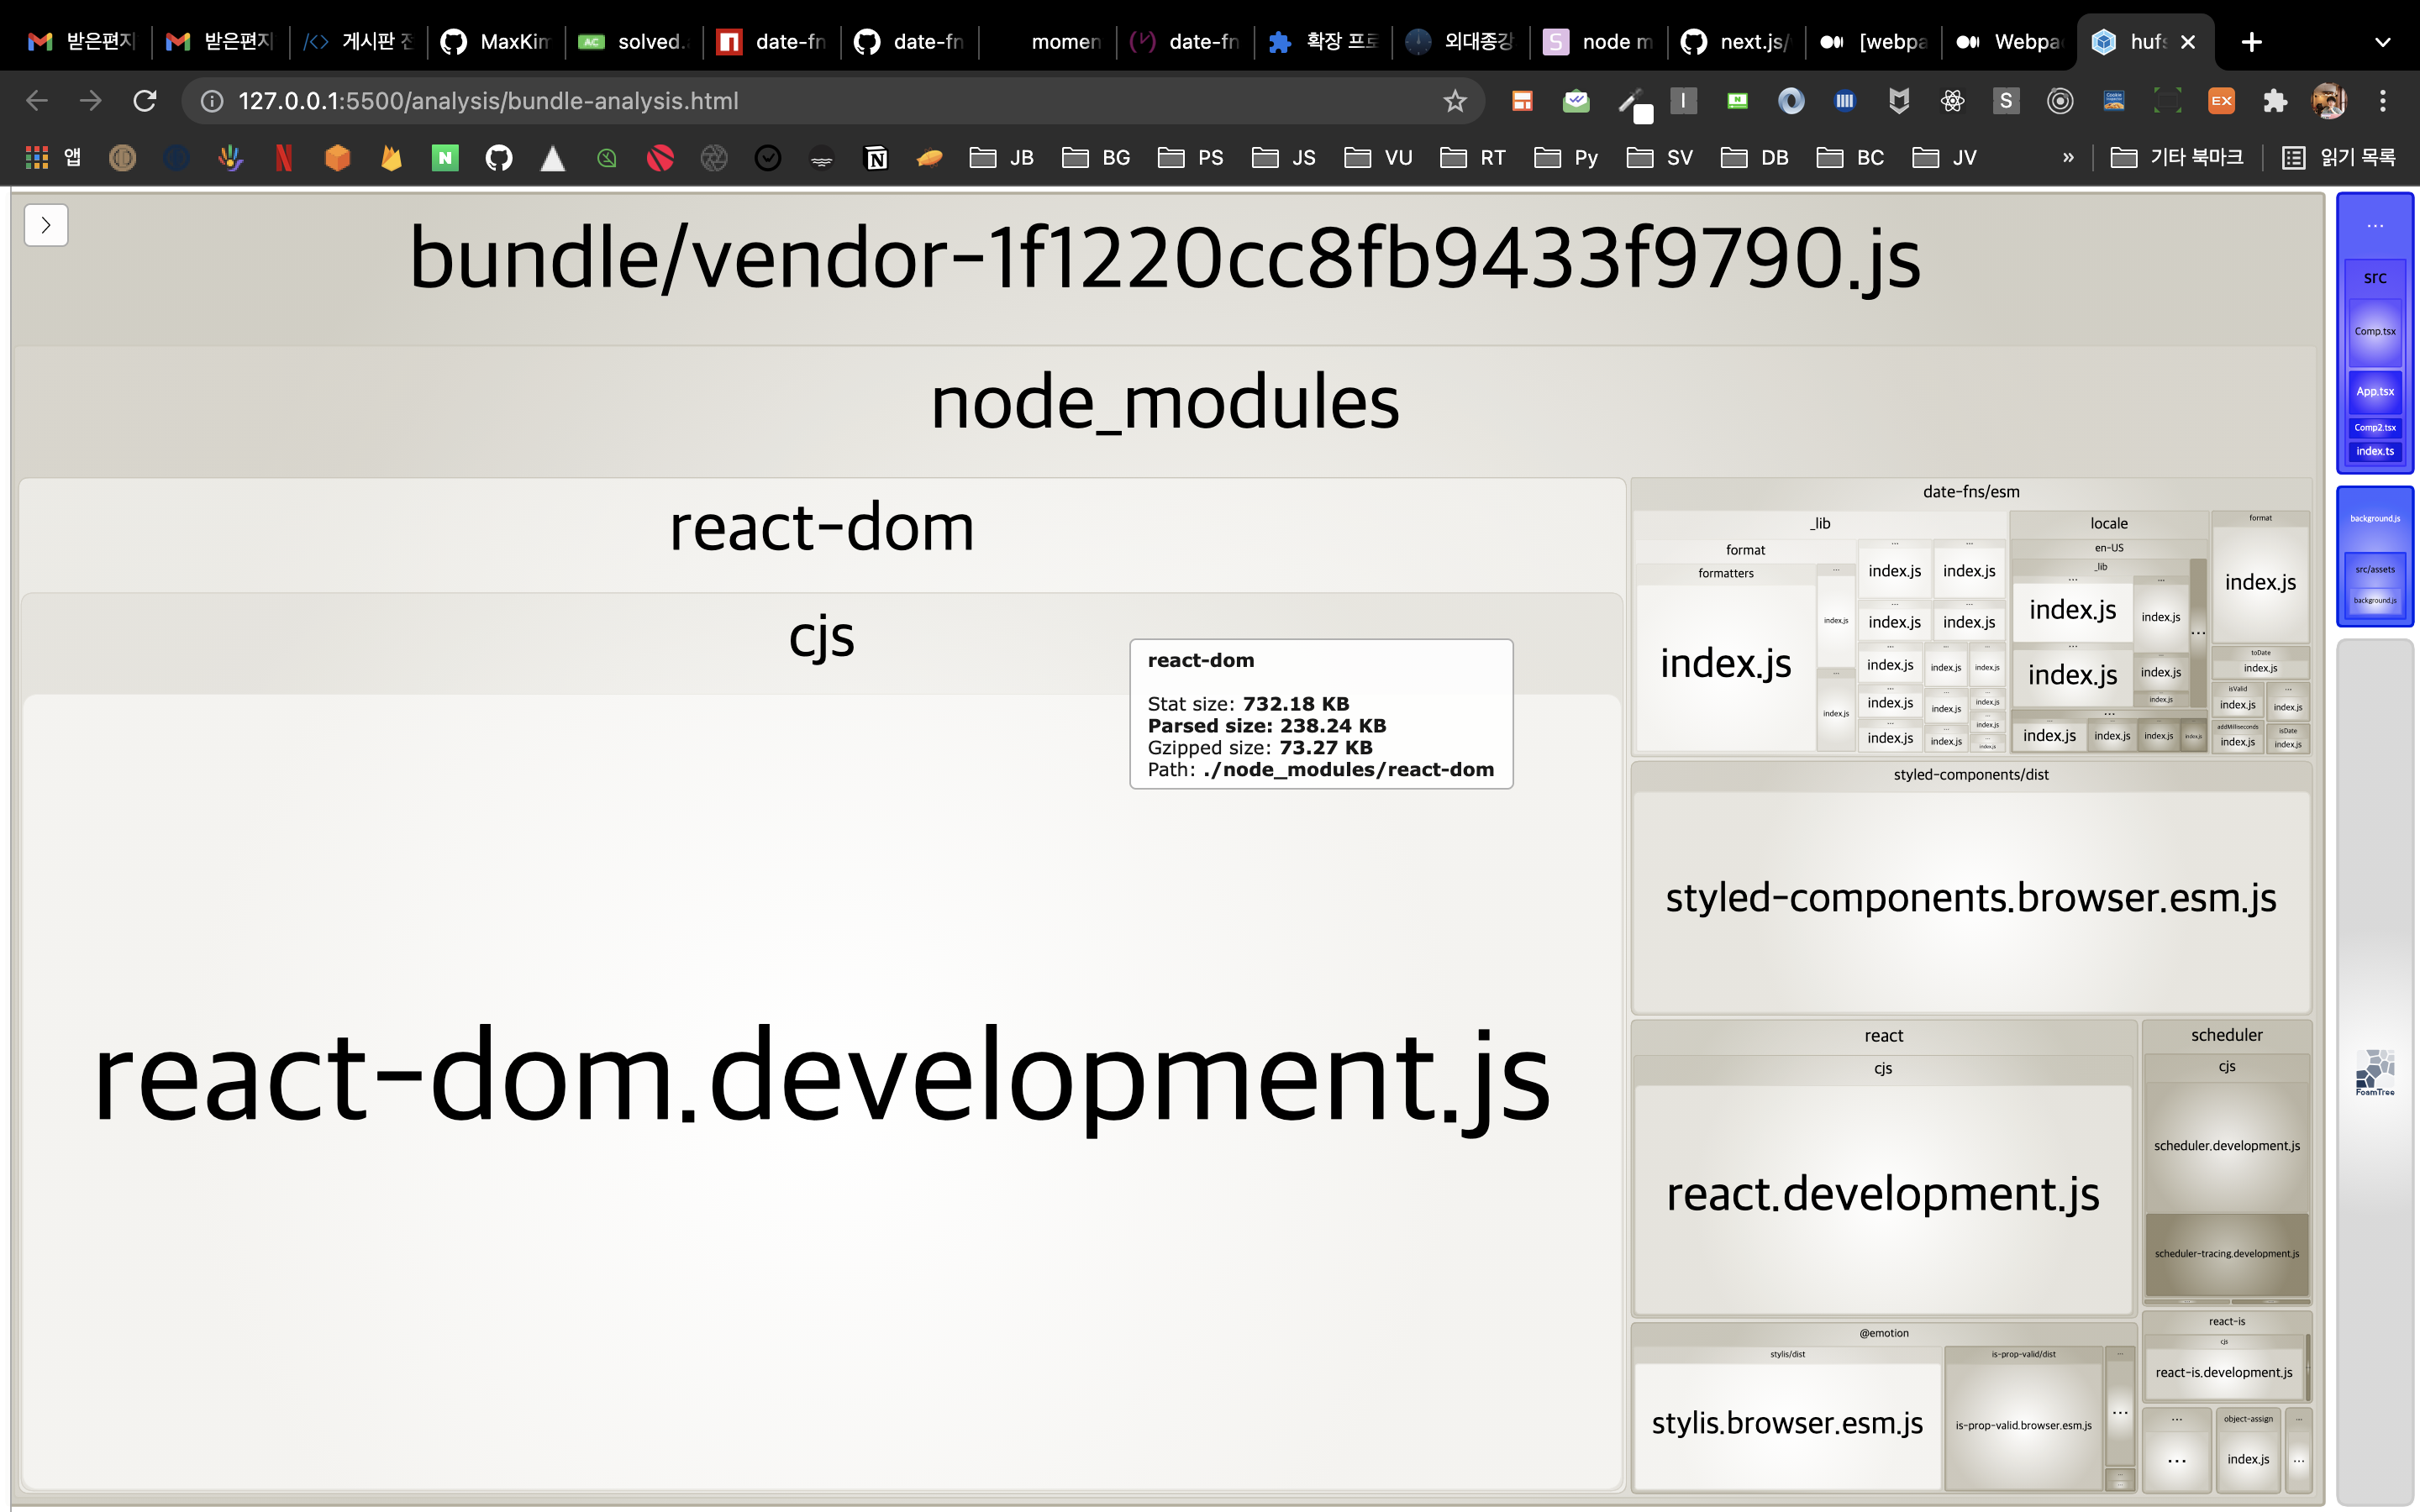 받은편지
받은편지
게시판 전
MaxKim
solved.
date-fn
date-fn
momen
date-fn
확장 프로
외대종강
node m
next.js/
[webpa
Webpa
hufs
127.0.0.1:5500/analysis/bundle-analysis.html
앱
JB
BG
PS
JS
VU
RT
Py
SV
DB
BC
JV
»
기타 북마크
읽기 목록
bundle/vendor-1f1220cc8fb9433f9790.js
node_modules
react-dom
cjs
react-dom.development.js
react-dom
Stat size: 732.18 KB
Parsed size: 238.24 KB
Gzipped size: 73.27 KB
Path: ./node_modules/react-dom
date-fns/esm
_lib
format
formatters
index.js
...
index.js
...
index.js
...
index.js
...
index.js
...
index.js
...
index.js
...
index.js
index.js
index.js
...
index.js
...
index.js
...
index.js
...
index.js
...
index.js
...
index.js
...
index.js
locale
en-US
_lib
...
index.js
...
index.js
...
index.js
...
index.js
index.js
...
...
...
index.js
...
index.js
...
index.js
index.js
format
index.js
toDate
index.js
isValid
index.js
...
index.js
addMilliseconds
index.js
isDate
index.js
styled-components/dist
styled-components.browser.esm.js
react
cjs
react.development.js
scheduler
cjs
scheduler.development.js
scheduler-tracing.development.js
@emotion
stylis/dist
stylis.browser.esm.js
is-prop-valid/dist
is-prop-valid.browser.esm.js
...
...
react-is
cjs
react-is.development.js
...
...
object-assign
index.js
...
...
...
src
Comp.tsx
App.tsx
Comp2.tsx
index.ts
background.js
src/assets
background.js
FoamTree